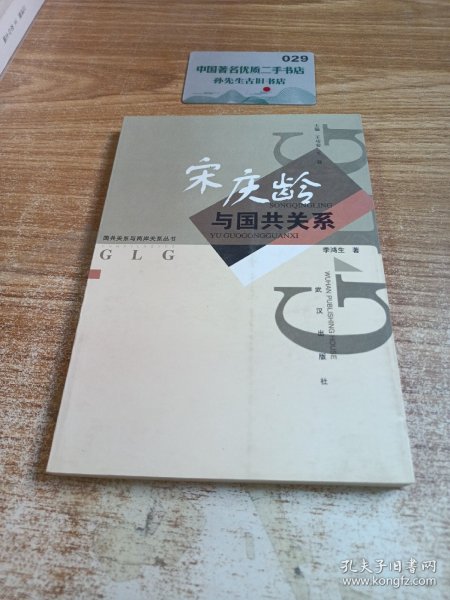 029
中国著名优质二手书店
孙先生古旧书店
宋庆龄
SONGQINGLING
与国共关系
YU GUOGONGGUANXI
国共关系与两岸关系丛书
G L G
季鸿生 著
WUHAN PUBLISHING HOUSE
武汉出版社
G
G
孔夫子旧书网
www.kongfz.com